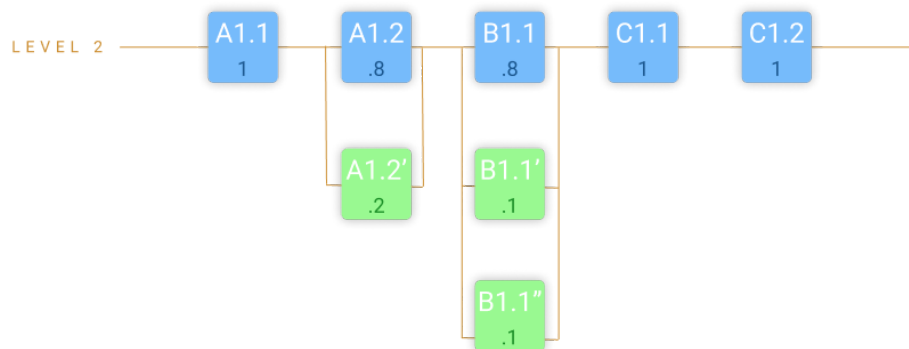 LEVEL 2
A1.1
1
A1.2
.8
B1.1
.8
C1.1
1
C1.2
1
A1.2’
.2
B1.1’
.1
B1.1”
.1